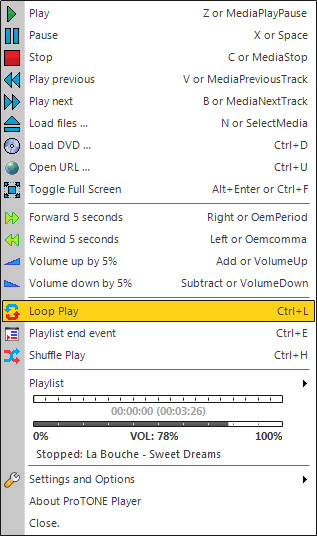 Play Z or MediaPlayPause
Pause X or Space
Stop C or MediaStop
Play previous V or MediaPreviousTrack
Play next B or MediaNextTrack
Load files ... N or SelectMedia
Load DVD ... Ctrl+D
Open URL ... Ctrl+U
Toggle Full Screen Alt+Enter or Ctrl+F
Forward 5 seconds Right or OemPeriod
Rewind 5 seconds Left or Oemcomma
Volume up by 5% Add or VolumeUp
Volume down by 5% Subtract or VolumeDown
Loop Play Ctrl+L
Playlist end event Ctrl+E
Shuffle Play Ctrl+H
Playlist
00:00:00 (00:03:26)
0% VOL: 78% 100%
Stopped: La Bouche - Sweet Dreams
Settings and Options
About ProTONE Player
Close.